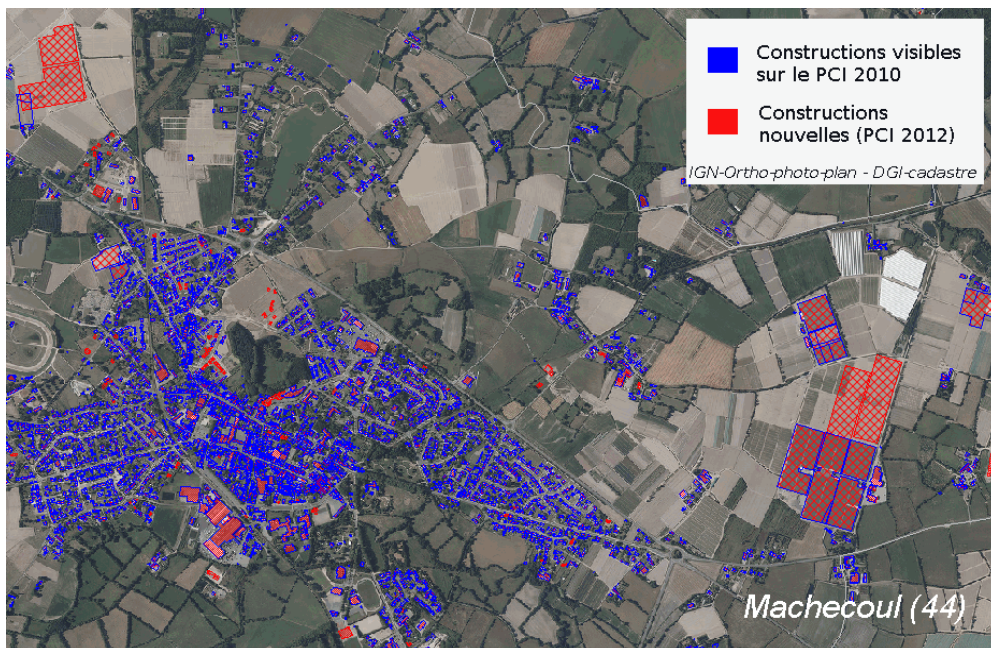 Constructions visibles
sur le PCI 2010
Constructions
nouvelles (PCI 2012)
IGN-Ortho-photo-plan - DGI-cadastre
Machecoul (44)